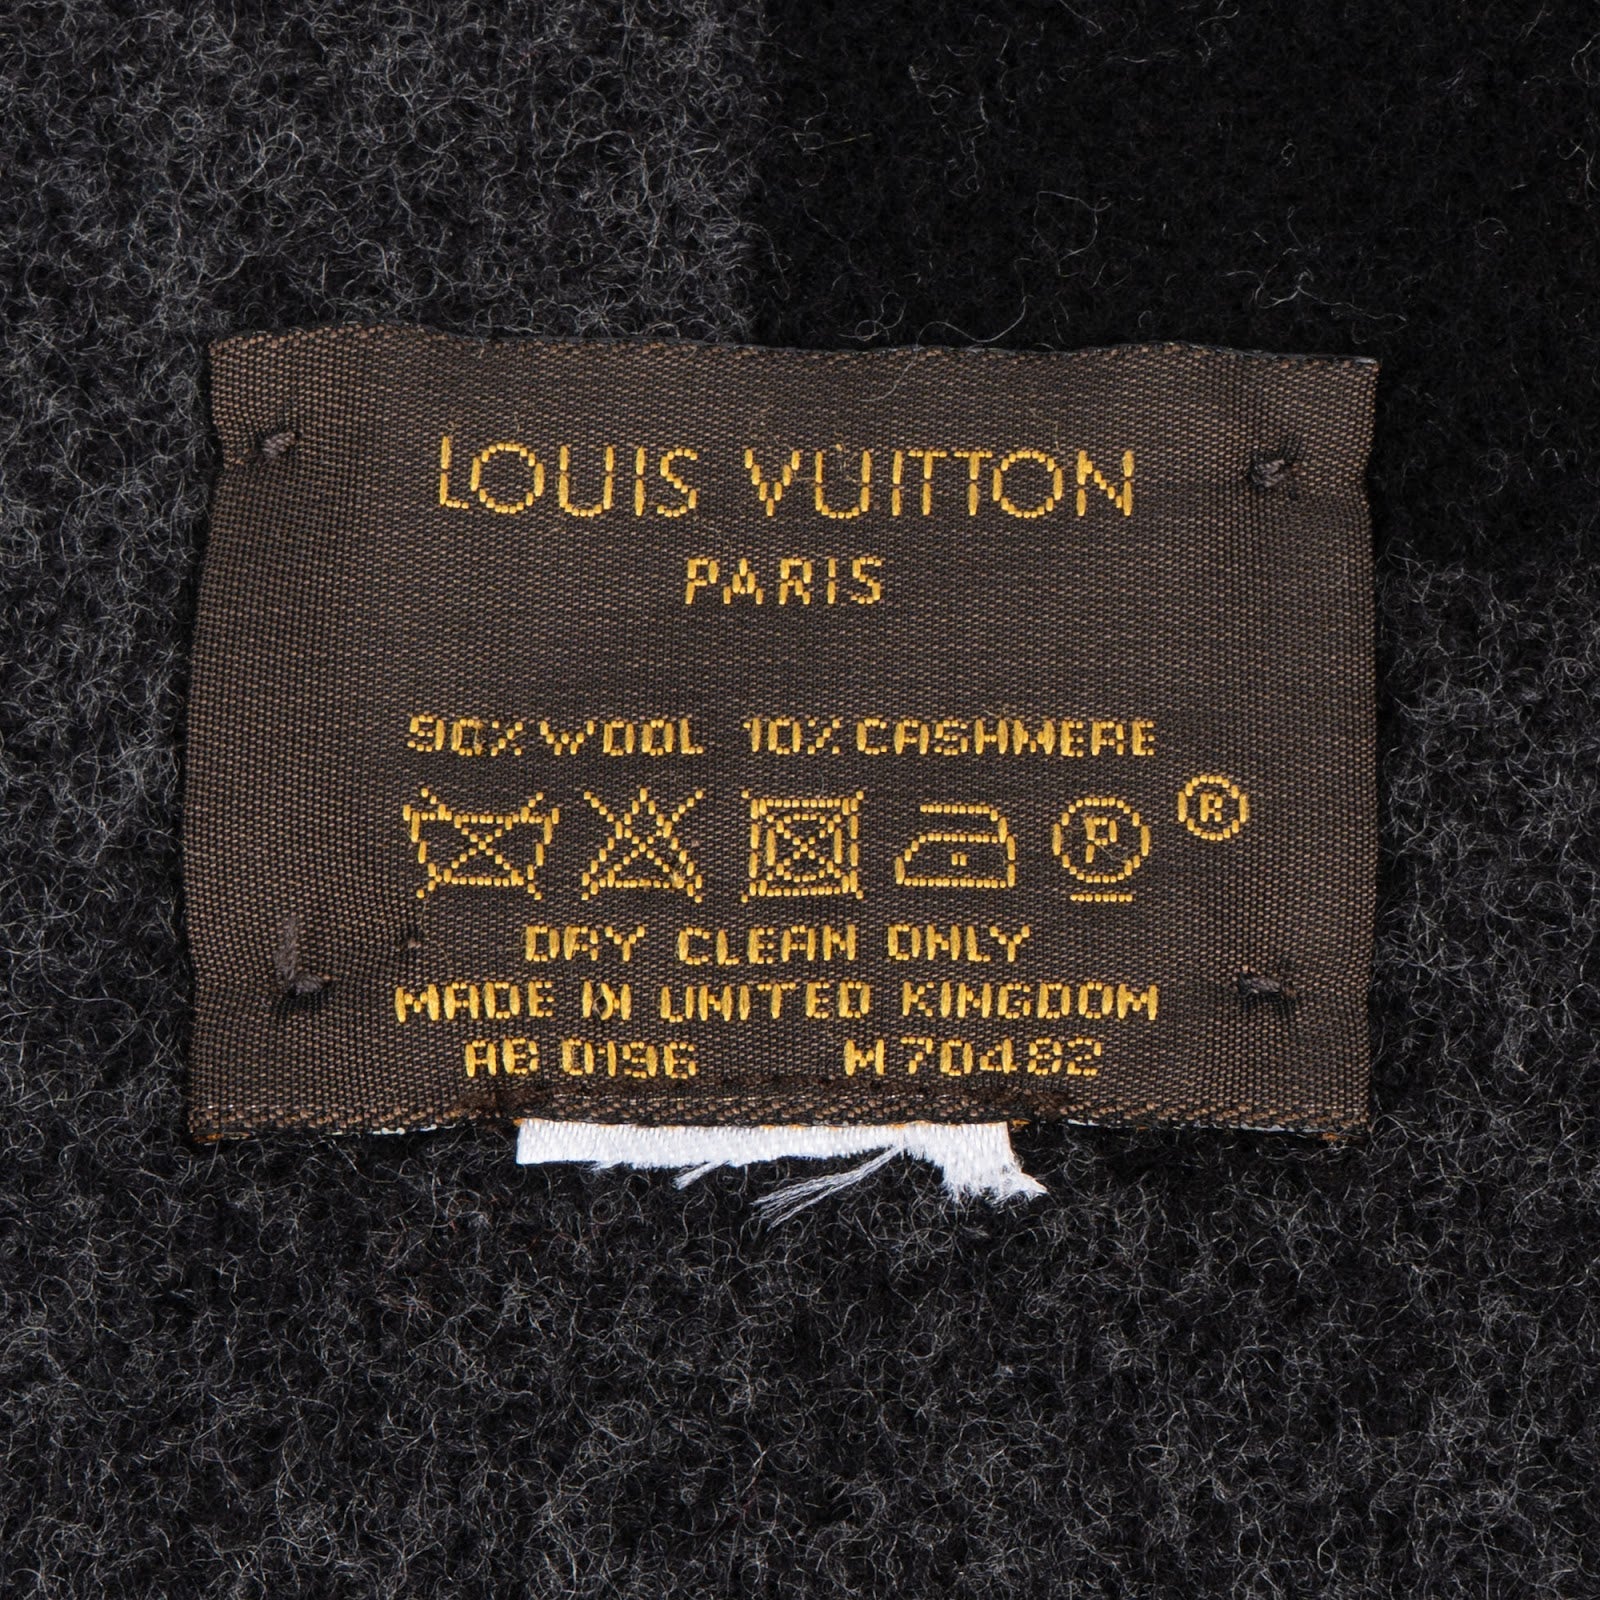 LOUIS VUITTON
PARIS
90% WOOL 10% CASHMERE
P ®
DRY CLEAN ONLY
MADE IN UNITED KINGDOM
AB 0196 M70482